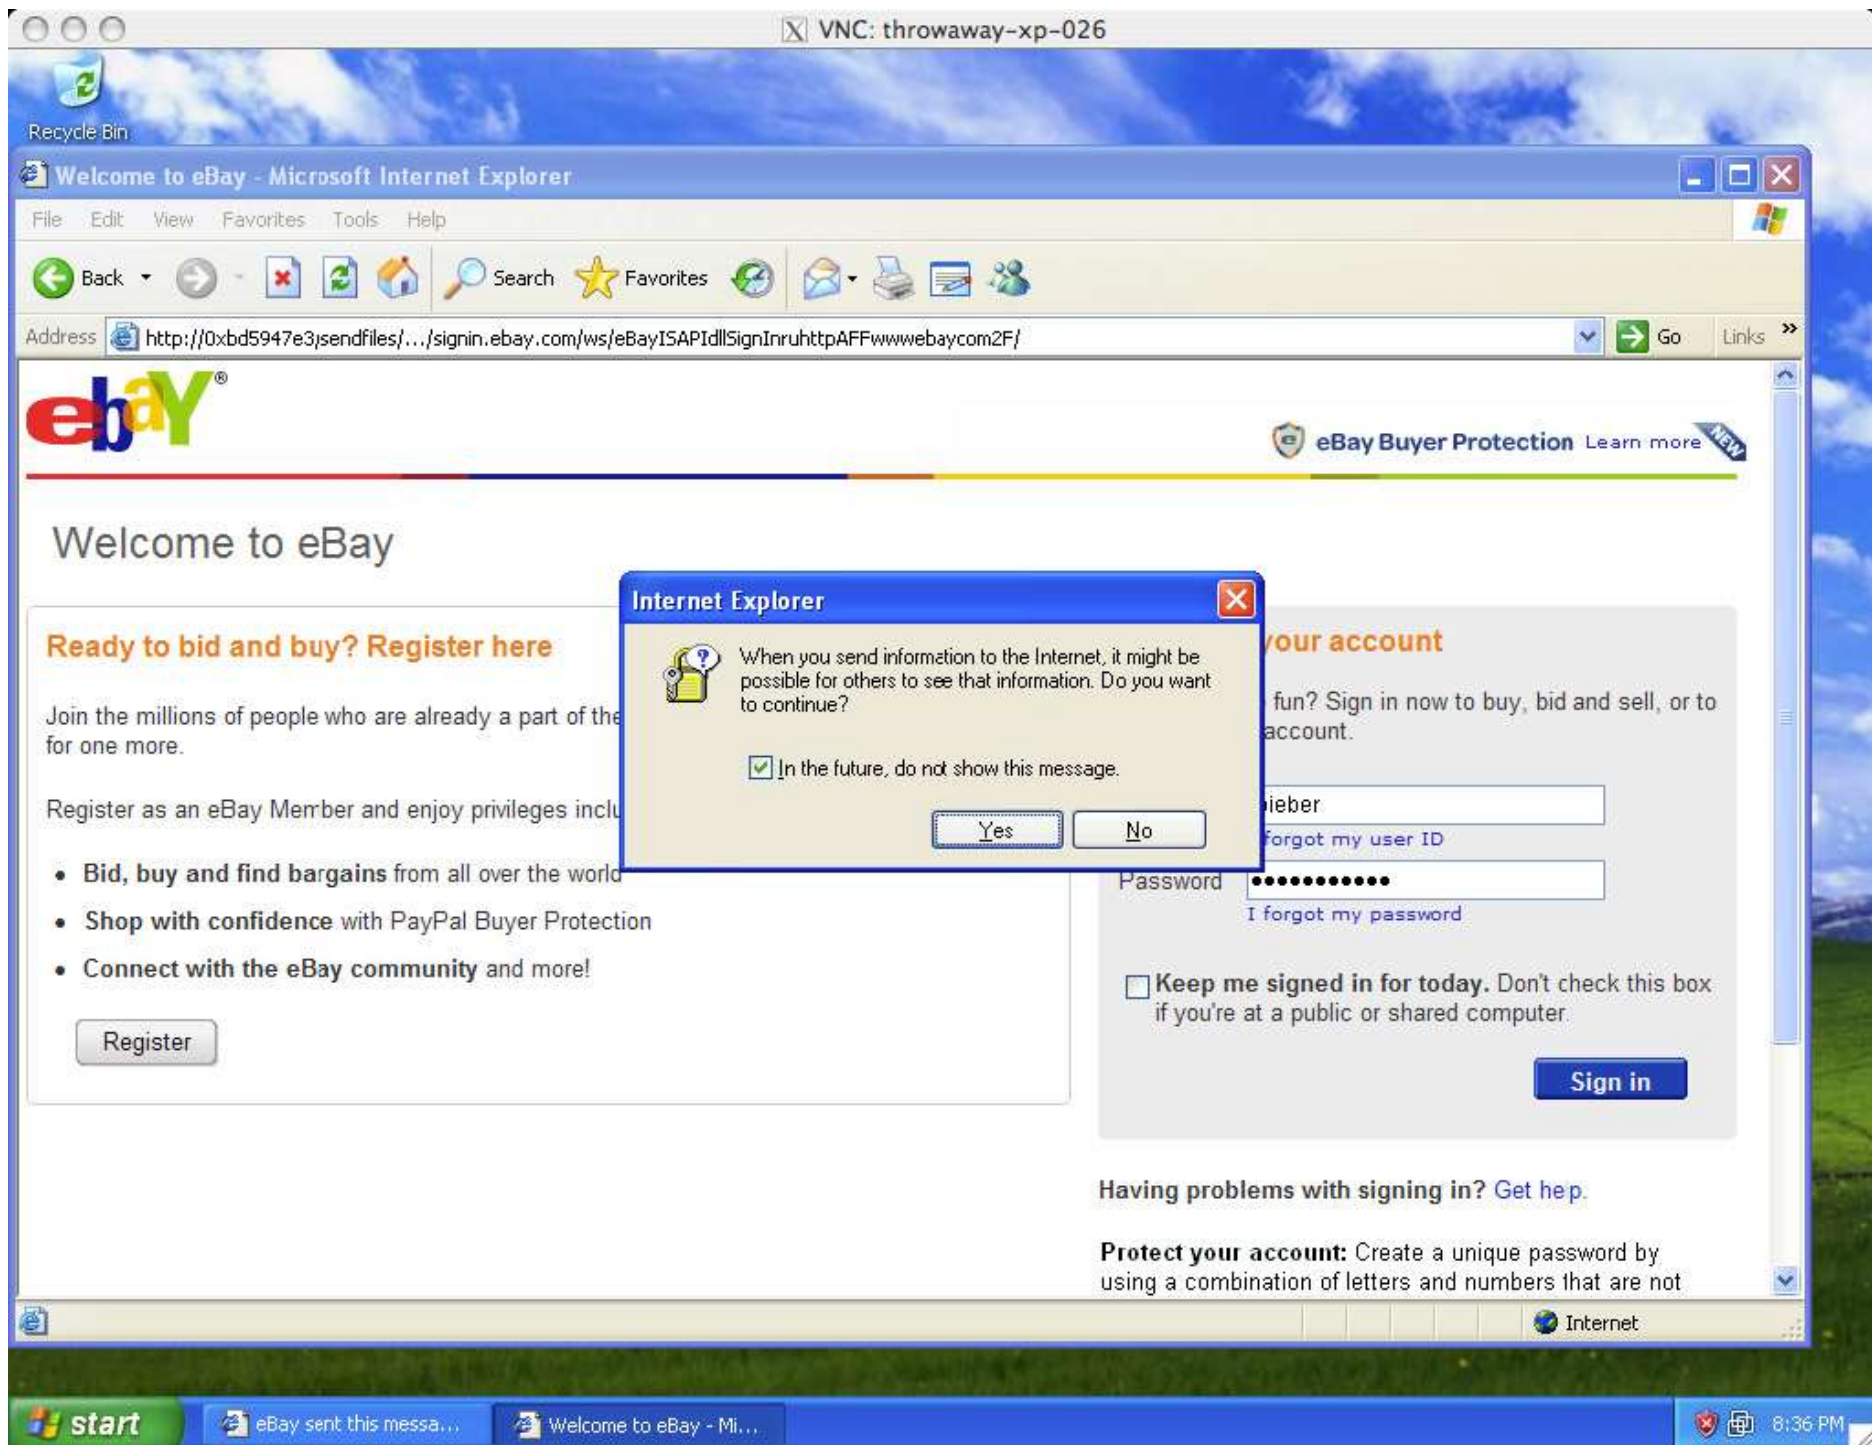 VNC: throwaway-xp-026
Recycle Bin
Welcome to eBay - Microsoft Internet Explorer
File Edit View Favorites Tools Help
Back Search Favorites
Address http://0xbd5947e3/sendfiles/.../signin.ebay.com/ws/eBayISAPIdllSignInruhttpAFFwwwebaycom2F/ Go Links »
ebaY®
eBay Buyer Protection Learn more NEW
Welcome to eBay
Ready to bid and buy? Register here
Join the millions of people who are already a part of the
for one more.
Register as an eBay Member and enjoy privileges inclu
• Bid, buy and find bargains from all over the world
• Shop with confidence with PayPal Buyer Protection
• Connect with the eBay community and more!
Register
Internet Explorer
When you send information to the Internet, it might be
possible for others to see that information. Do you want
to continue?
In the future, do not show this message.
Yes No
your account
fun? Sign in now to buy, bid and sell, or to
account.
ieber
forgot my user ID
Password •••••••••••
I forgot my password
Keep me signed in for today. Don't check this box
if you're at a public or shared computer.
Sign in
Having problems with signing in? Get help.
Protect your account: Create a unique password by
using a combination of letters and numbers that are not
Internet
start eBay sent this messa... Welcome to eBay - Mi... 8:36 PM